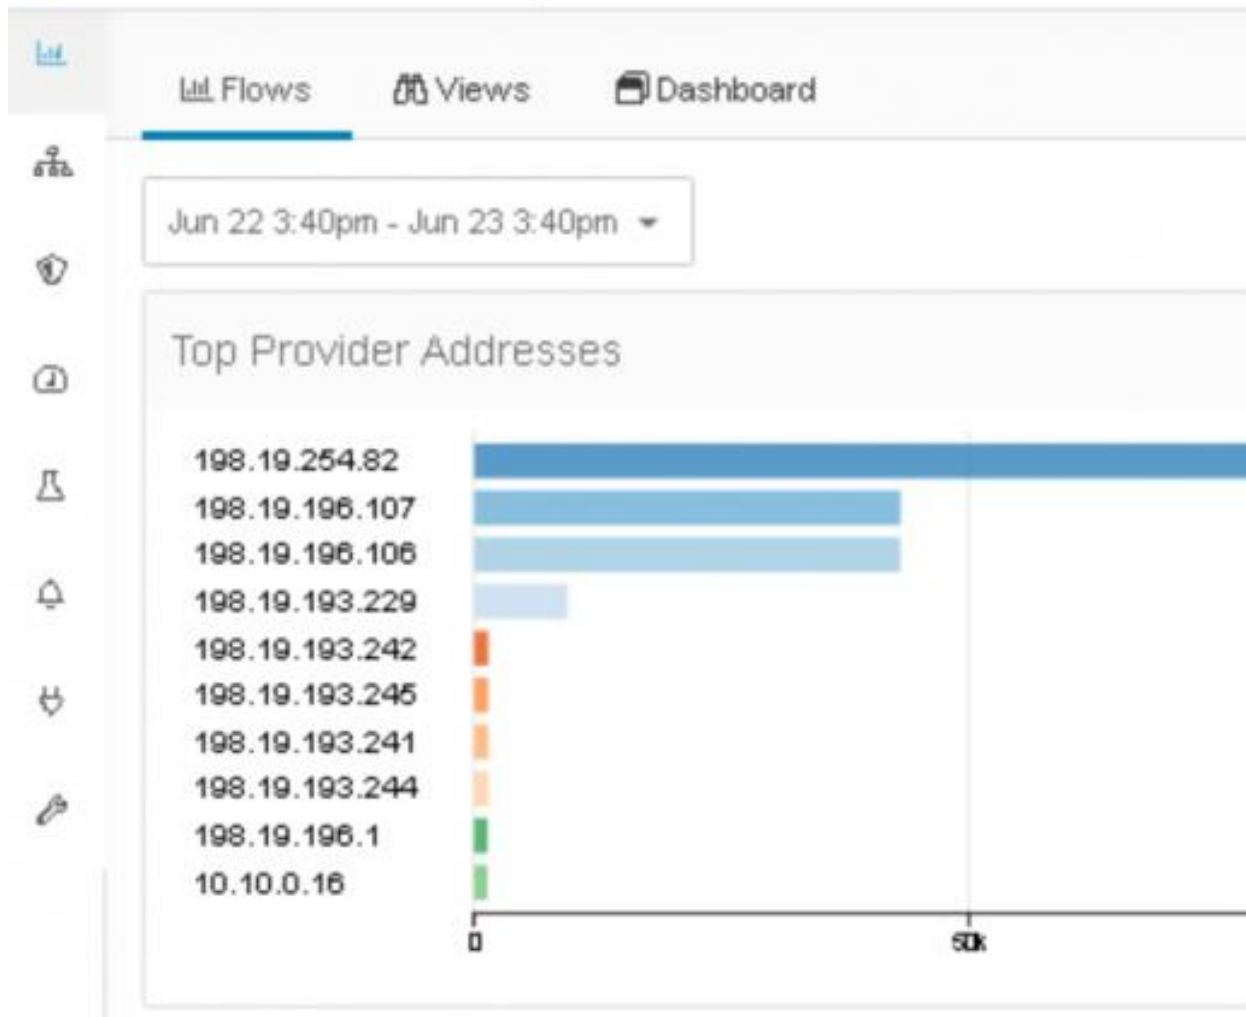 Flows Views Dashboard
Jun 22 3:40pm - Jun 23 3:40pm
Top Provider Addresses
198.19.254.82
198.19.196.107
198.19.196.106
198.19.193.229
198.19.193.242
198.19.193.245
198.19.193.241
198.19.193.244
198.19.196.1
10.10.0.16
0 50k